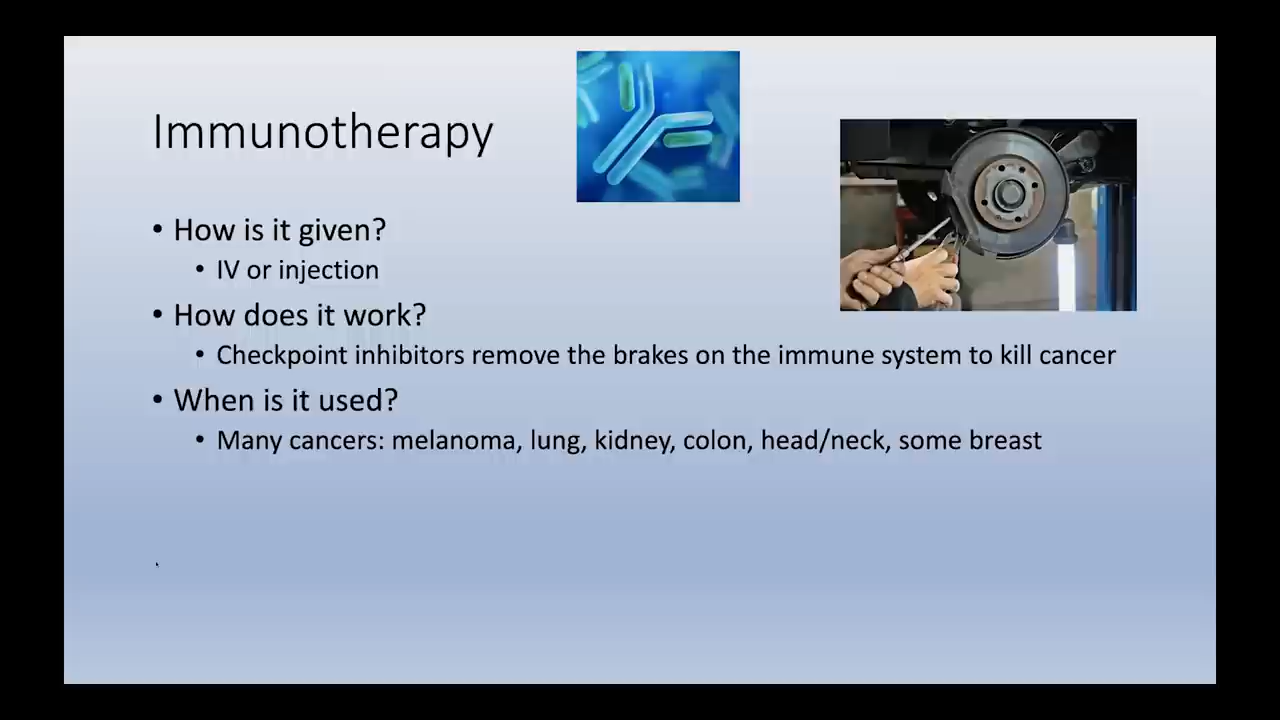 Immunotherapy
• How is it given?
• IV or injection
• How does it work?
• Checkpoint inhibitors remove the brakes on the immune system to kill cancer
• When is it used?
• Many cancers: melanoma, lung, kidney, colon, head/neck, some breast